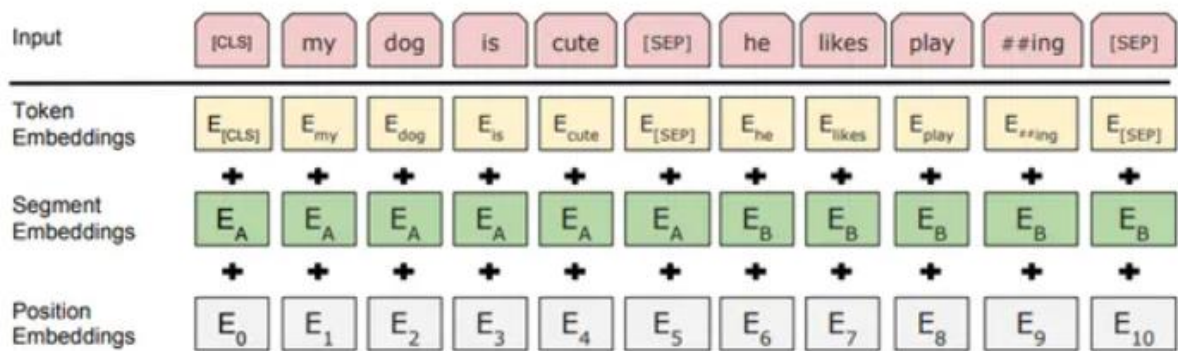 Input [CLS] my dog is cute [SEP] he likes play ##ing [SEP]
Token
Embeddings E[CLS] Emy Edog Eis Ecute E[SEP] Ehe Elikes Eplay E##ing E[SEP]
+ + + + + + + + + + +
Segment
Embeddings EA EA EA EA EA EA EB EB EB EB EB
+ + + + + + + + + + +
Position
Embeddings E0 E1 E2 E3 E4 E5 E6 E7 E8 E9 E10